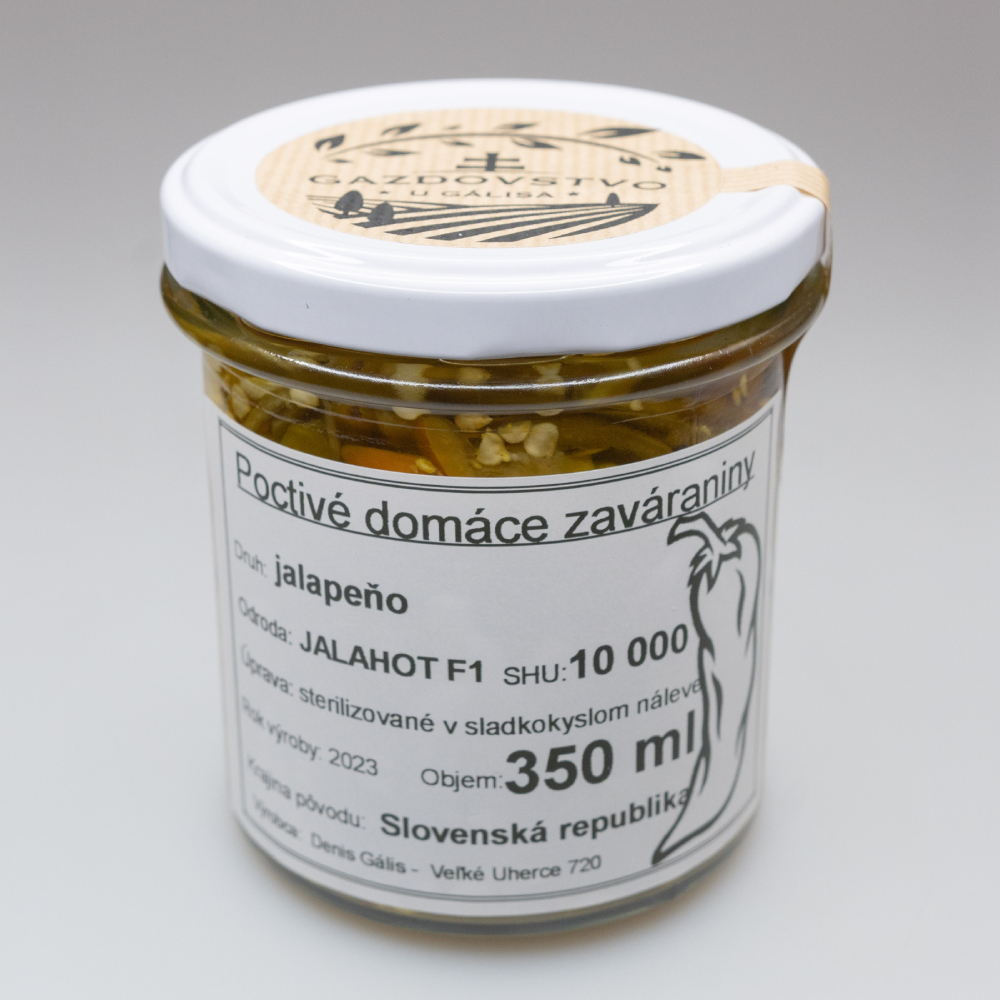 GAZDOVSTVO
* U GÁLISA *
Poctivé domáce zaváraniny
Druh: jalapeňo
Odroda: JALAHOT F1 SHU: 10 000
Úprava: sterilizované v sladkokyslom náleve
Rok výroby: 2023 Objem: 350 ml
Krajina pôvodu: Slovenská republika
Výrobca: Denis Gális - Veľké Uherce 720